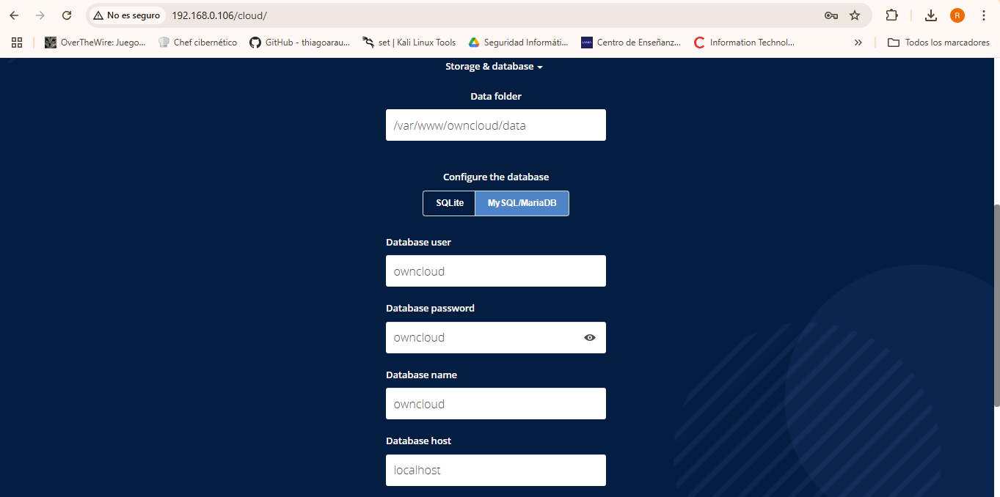 No es seguro 192.168.0.106/cloud/ R
OverTheWire: Juego... Chef cibernético GitHub - thiagoarau... set | Kali Linux Tools Seguridad Informáti... Centro de Enseñanz... Information Technol... » Todos los marcadores
Storage & database
Data folder
/var/www/owncloud/data
Configure the database
SQLite MySQL/MariaDB
Database user
owncloud
Database password
owncloud
Database name
owncloud
Database host
localhost